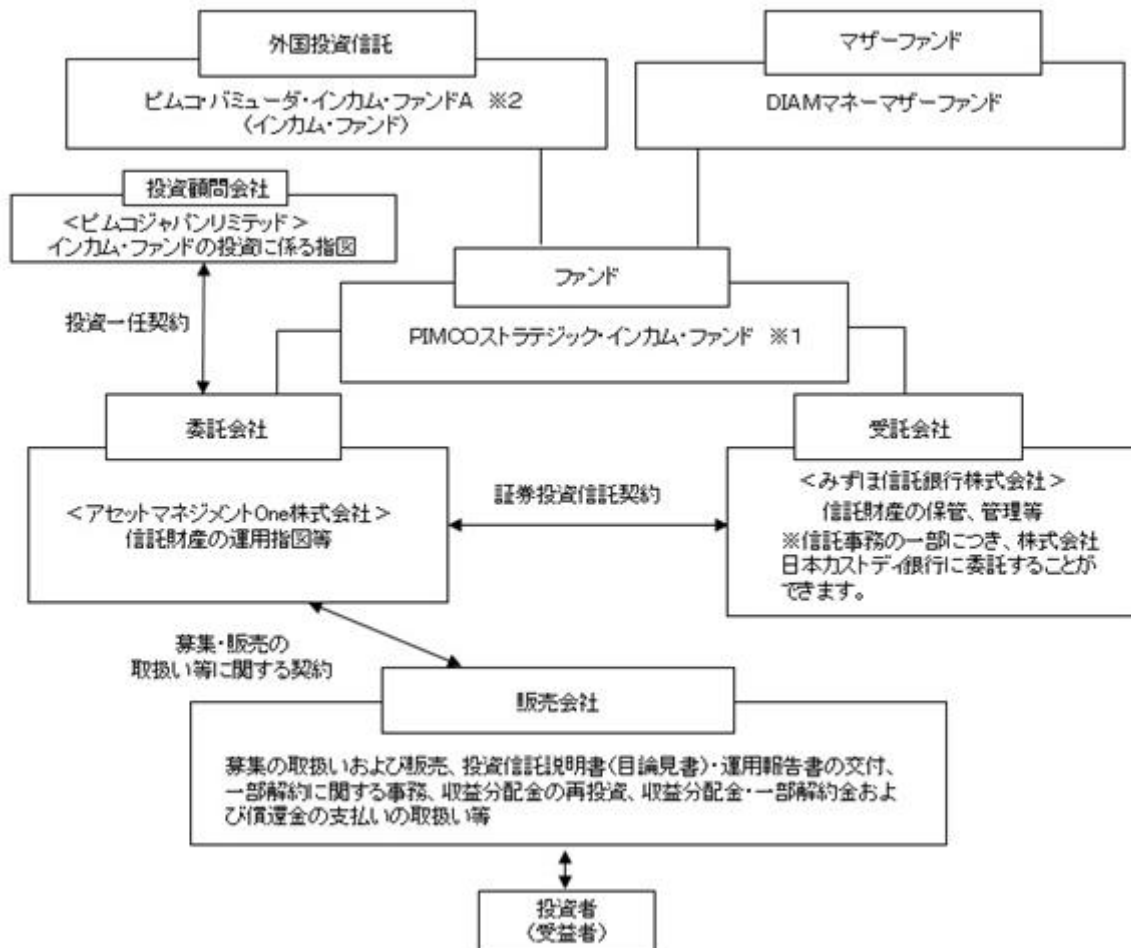 外国投資信託
ピムコ・バミューダ・インカム・ファンドA ※2
(インカム・ファンド)
マザーファンド
DIAMマネーマザーファンド
投資顧問会社
<ピムコジャパンリミテッド>
インカム・ファンドの投資に係る指図
ファンド
PIMCOストラテジック・インカム・ファンド ※1
投資一任契約
委託会社
<アセットマネジメントOne株式会社>
信託財産の運用指図等
証券投資信託契約
受託会社
<みずほ信託銀行株式会社>
信託財産の保管、管理等
※信託事務の一部につき、株式会社
日本カストディ銀行に委託することが
できます。
募集・販売の
取扱い等に関する契約
販売会社
募集の取扱いおよび販売、投資信託説明書(目論見書)・運用報告書の交付、
一部解約に関する事務、収益分配金の再投資、収益分配金・一部解約金およ
び償還金の支払いの取扱い等
投資者
(受益者)